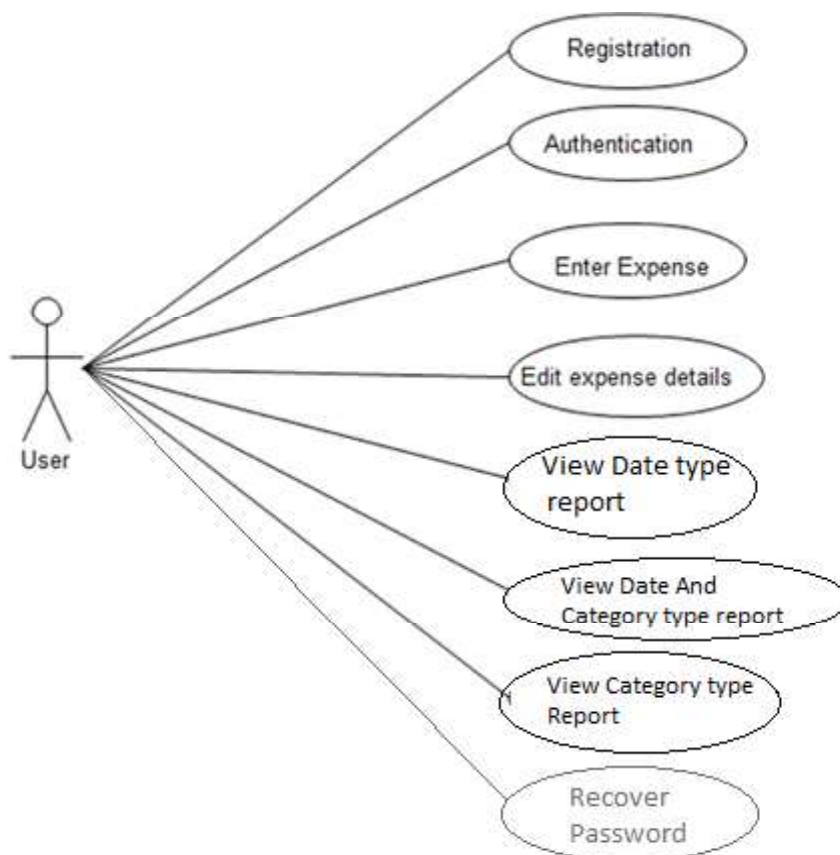 Registration
Authentication
Enter Expense
Edit expense details
User
View Date type
report
View Date And
Category type report
View Category type
Report
Recover
Password